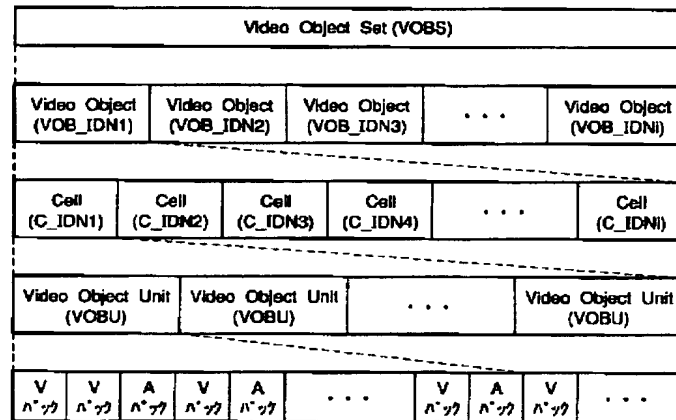 Video Object Set (VOBS)
Video Object Video Object Video Object . . . Video Object
(VOB_IDN1) (VOB_IDN2) (VOB_IDN3) (VOB_IDNi)
Cell Cell Cell Cell . . . Cell
(C_IDN1) (C_IDN2) (C_IDN3) (C_IDN4) (C_IDNi)
Video Object Unit Video Object Unit . . . Video Object Unit
(VOBU) (VOBU) (VOBU)
V V A V A . . . V A V . . .
パック パック パック パック パック パック パック パック